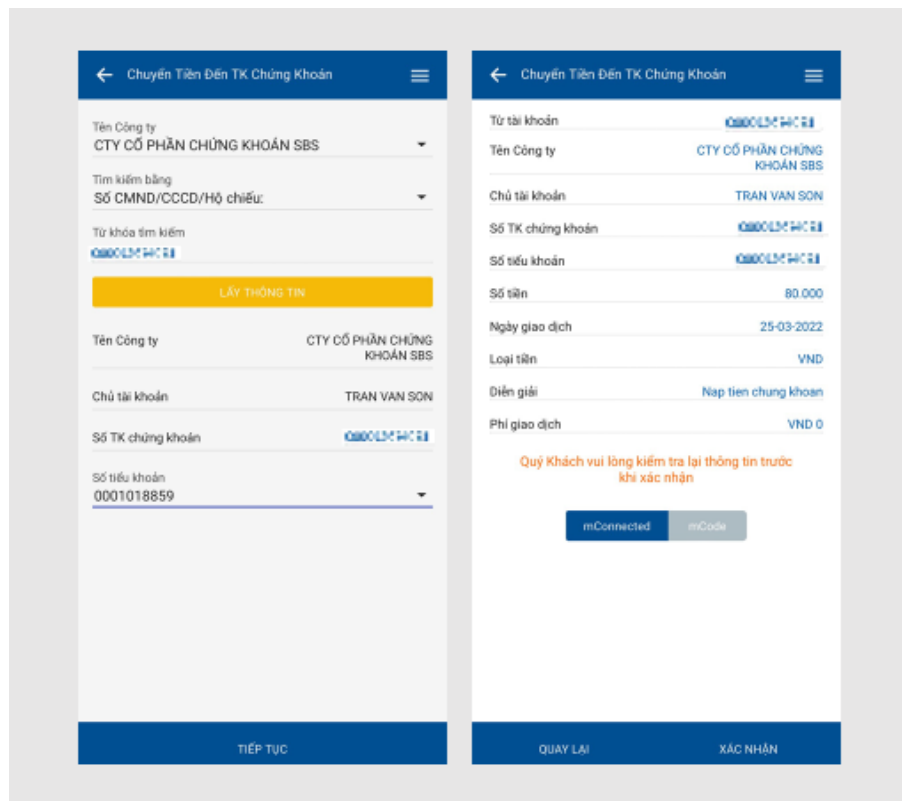 Chuyển Tiền Đến TK Chứng Khoán
Tên Công ty
CTY CỔ PHẦN CHỨNG KHOÁN SBS
Tìm kiếm bằng
Số CMND/CCCD/Hộ chiếu:
Từ khóa tìm kiếm
LẤY THÔNG TIN
Tên Công ty CTY CỔ PHẦN CHỨNG
KHOÁN SBS
Chủ tài khoản TRAN VAN SON
Số TK chứng khoán
Số tiểu khoản
0001018859
TIẾP TỤC
Chuyển Tiền Đến TK Chứng Khoán
Từ tài khoản
Tên Công ty CTY CỔ PHẦN CHỨNG
KHOÁN SBS
Chủ tài khoản TRAN VAN SON
Số TK chứng khoán
Số tiểu khoản
Số tiền 80.000
Ngày giao dịch 25-03-2022
Loại tiền VND
Diễn giải Nap tien chung khoan
Phí giao dịch VND 0
Quý Khách vui lòng kiểm tra lại thông tin trước
khi xác nhận
mConnected mCode
QUAY LẠI XÁC NHẬN